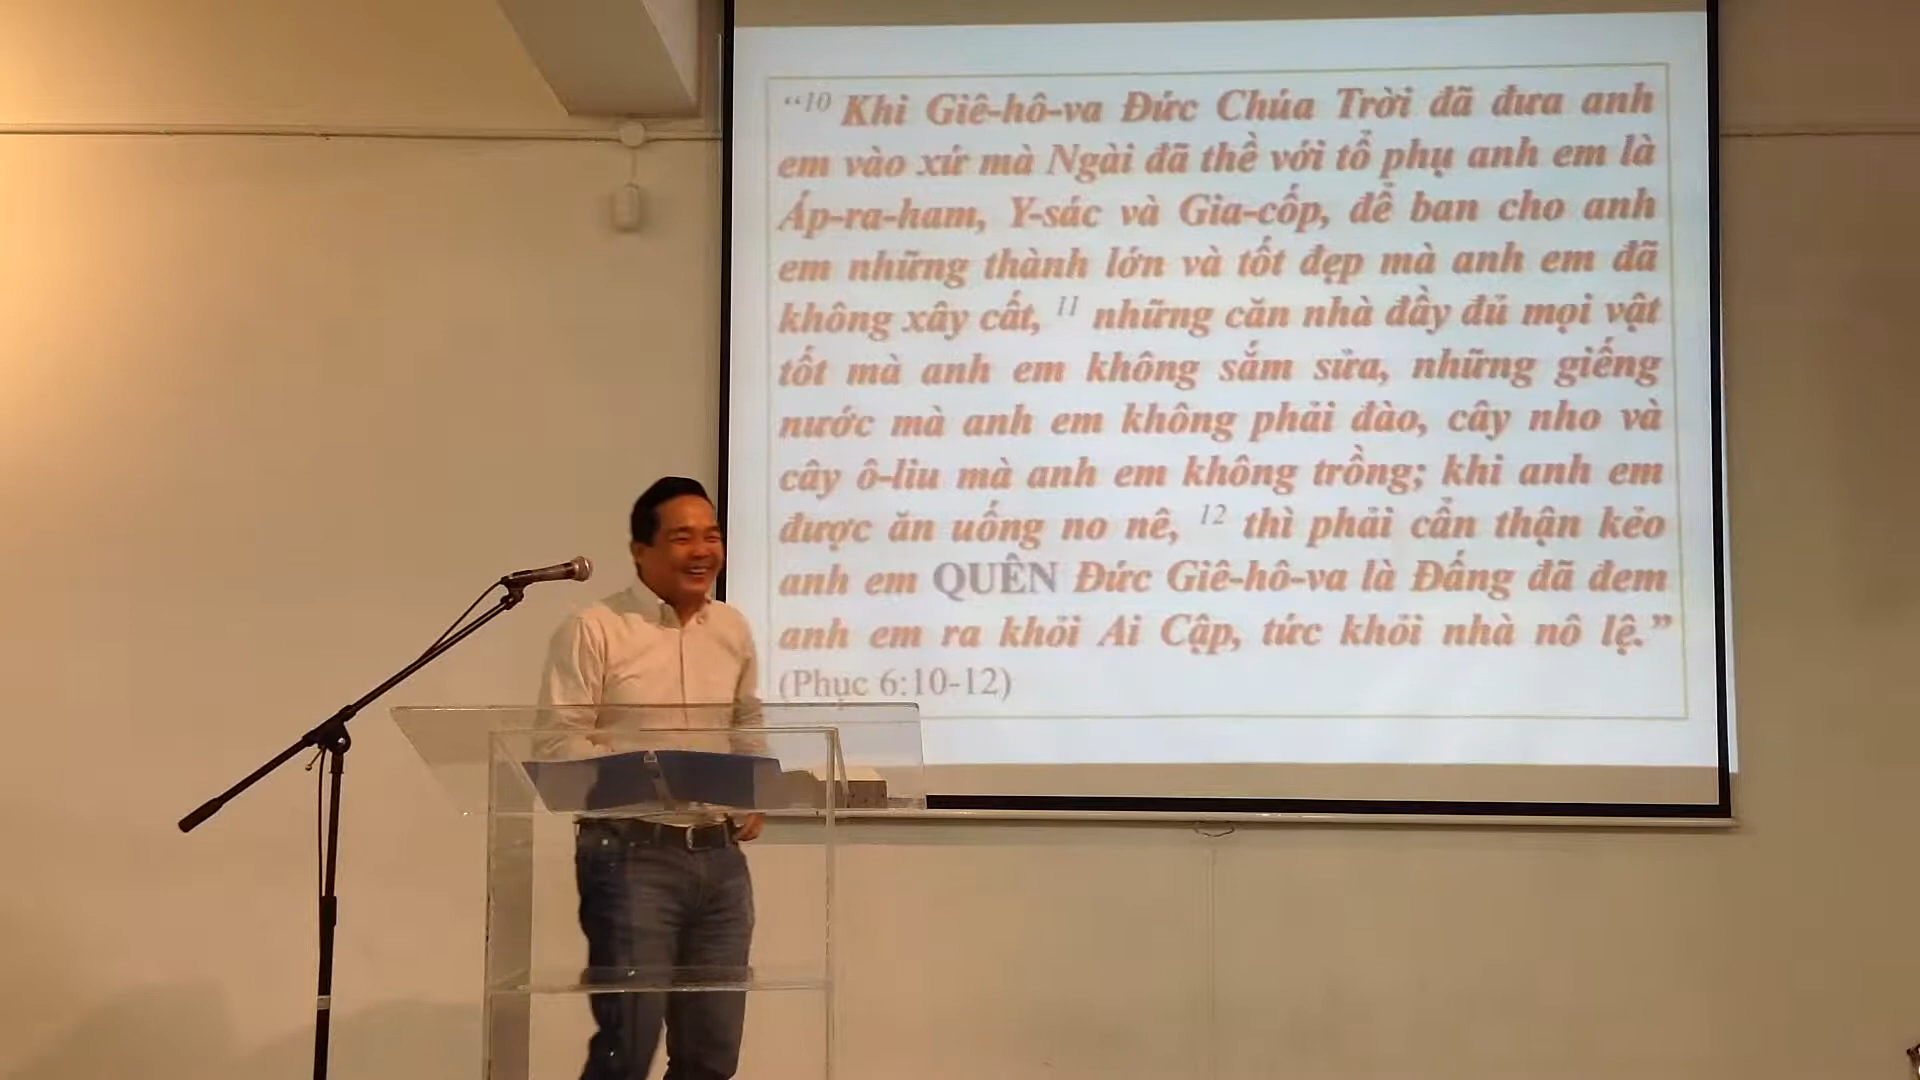 “10 Khi Giê-hô-va Đức Chúa Trời đã đưa anh
em vào xứ mà Ngài đã thề với tổ phụ anh em là
Áp-ra-ham, Y-sác và Gia-cốp, để ban cho anh
em những thành lớn và tốt đẹp mà anh em đã
không xây cất, 11 những căn nhà đầy đủ mọi vật
tốt mà anh em không sắm sửa, những giếng
nước mà anh em không phải đào, cây nho và
cây ô-liu mà anh em không trồng; khi anh em
được ăn uống no nê, 12 thì phải cẩn thận kẻo
anh em QUÊN Đức Giê-hô-va là Đấng đã đem
anh em ra khỏi Ai Cập, tức khỏi nhà nô lệ.”
(Phục 6:10-12)